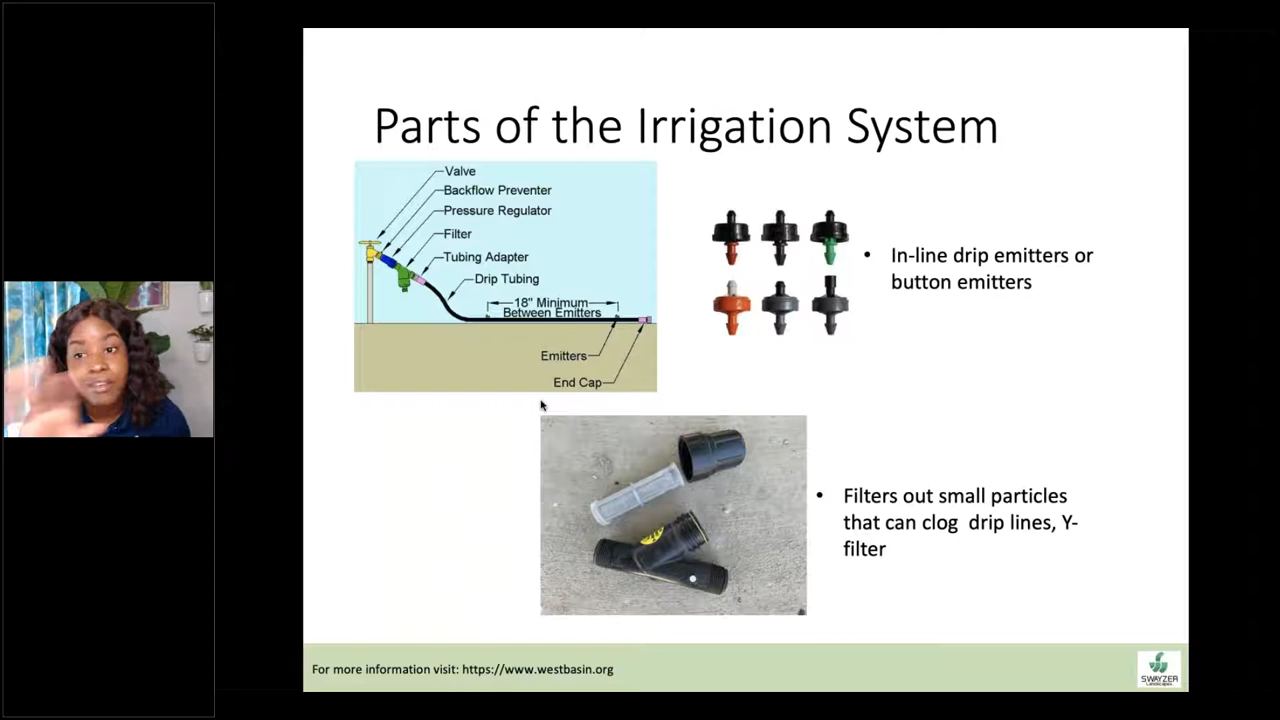 Parts of the Irrigation System
Valve
Backflow Preventer
Pressure Regulator
Filter
Tubing Adapter
Drip Tubing
18" Minimum
Between Emitters
Emitters
End Cap
• In-line drip emitters or
button emitters
• Filters out small particles
that can clog drip lines, Y-
filter
For more information visit: https://www.westbasin.org
SWAYZER
LANDSCAPES